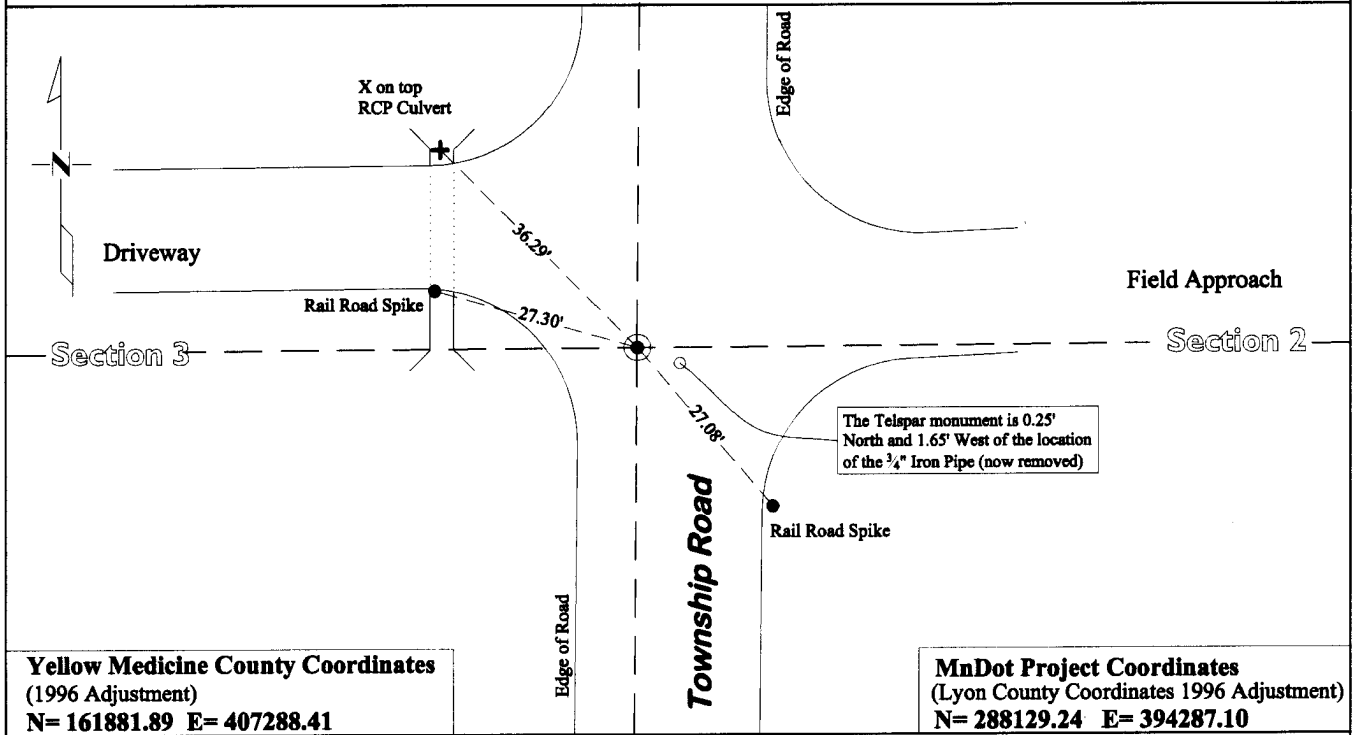 Edge of Road
X on top
RCP Culvert
N
36.29'
Driveway
Field Approach
Rail Road Spike
27.30'
Section 3
Section 2
27.08'
The Telspar monument is 0.25'
North and 1.65' West of the location
of the ¾" Iron Pipe (now removed)
Rail Road Spike
Township Road
Edge of Road
Yellow Medicine County Coordinates
(1996 Adjustment)
N= 161881.89 E= 407288.41
MnDot Project Coordinates
(Lyon County Coordinates 1996 Adjustment)
N= 288129.24 E= 394287.10